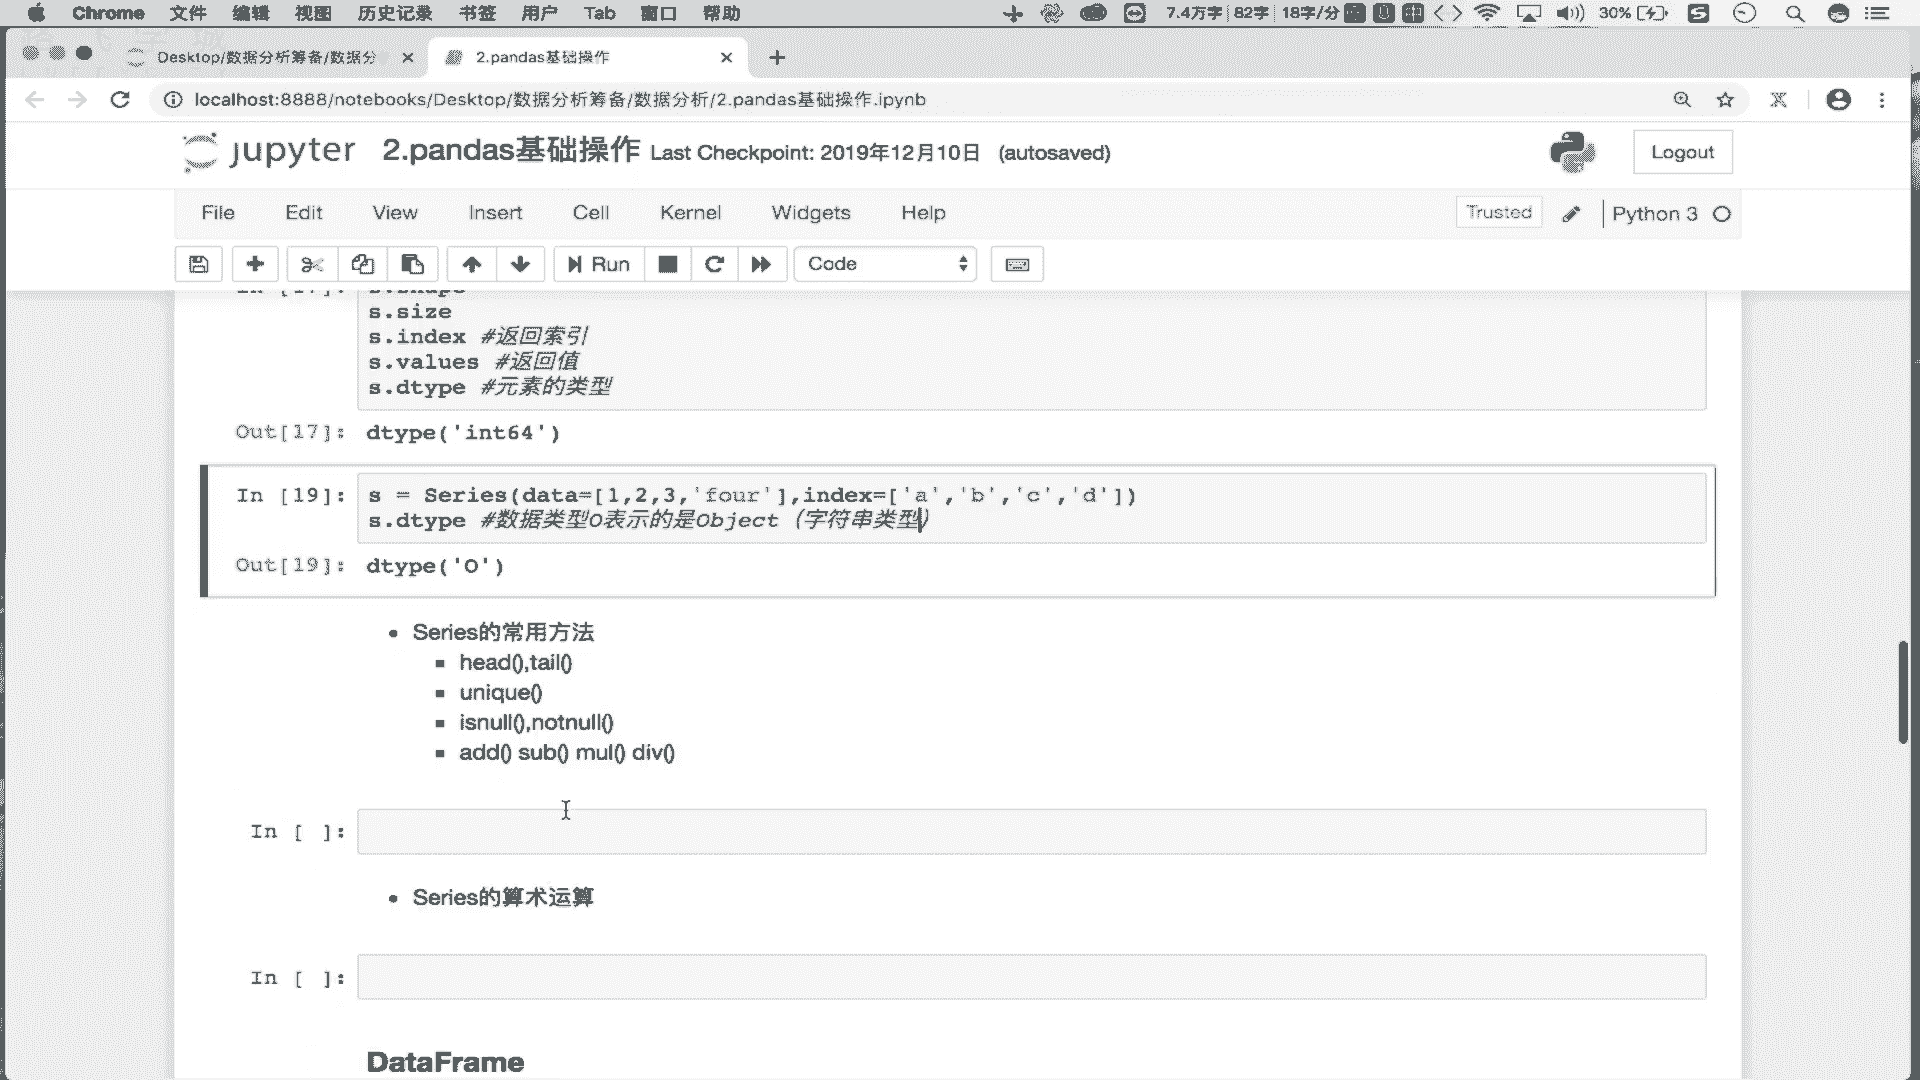 Chrome 文件 编辑 视图 历史记录 书签 用户 Tab 窗口 帮助 7.4万字 82字 18字/分 30%
Desktop/数据分析筹备/数据分 2.pandas基础操作
localhost:8888/notebooks/Desktop/数据分析筹备/数据分析/2.pandas基础操作.ipynb
jupyter 2.pandas基础操作 Last Checkpoint: 2019年12月10日 (autosaved) Logout
File Edit View Insert Cell Kernel Widgets Help Trusted Python 3
Run Code
In [17]: s.shape
s.size
s.index #返回索引
s.values #返回值
s.dtype #元素的类型
Out[17]: dtype('int64')
In [19]: s = Series(data=[1,2,3,'four'],index=['a','b','c','d'])
s.dtype #数据类型O表示的是Object（字符串类型）
Out[19]: dtype('O')
Series的常用方法
head(),tail()
unique()
isnull(),notnull()
add() sub() mul() div()
In [ ]:
Series的算术运算
In [ ]:
DataFrame